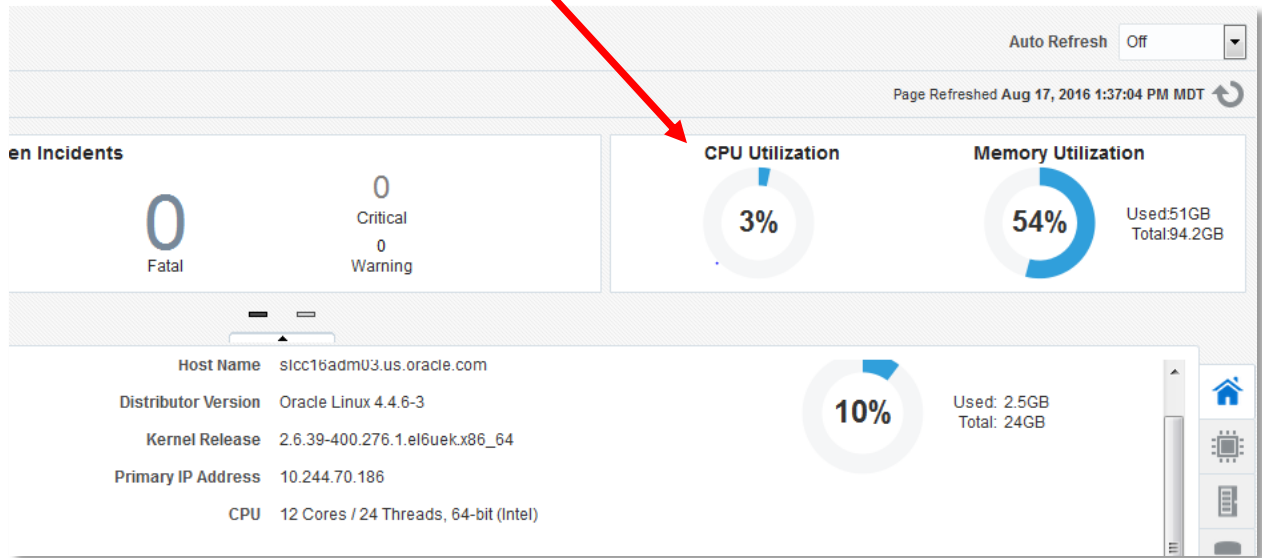 Auto Refresh Off
Page Refreshed Aug 17, 2016 1:37:04 PM MDT
en Incidents
0
Fatal
0
Critical
0
Warning
CPU Utilization
3%
Memory Utilization
54%
Used:51GB
Total:94.2GB
Host Name slcc16adm03.us.oracle.com
Distributor Version Oracle Linux 4.4.6-3
Kernel Release 2.6.39-400.276.1.el6uek.x86_64
Primary IP Address 10.244.70.186
CPU 12 Cores / 24 Threads, 64-bit (Intel)
10%
Used: 2.5GB
Total: 24GB